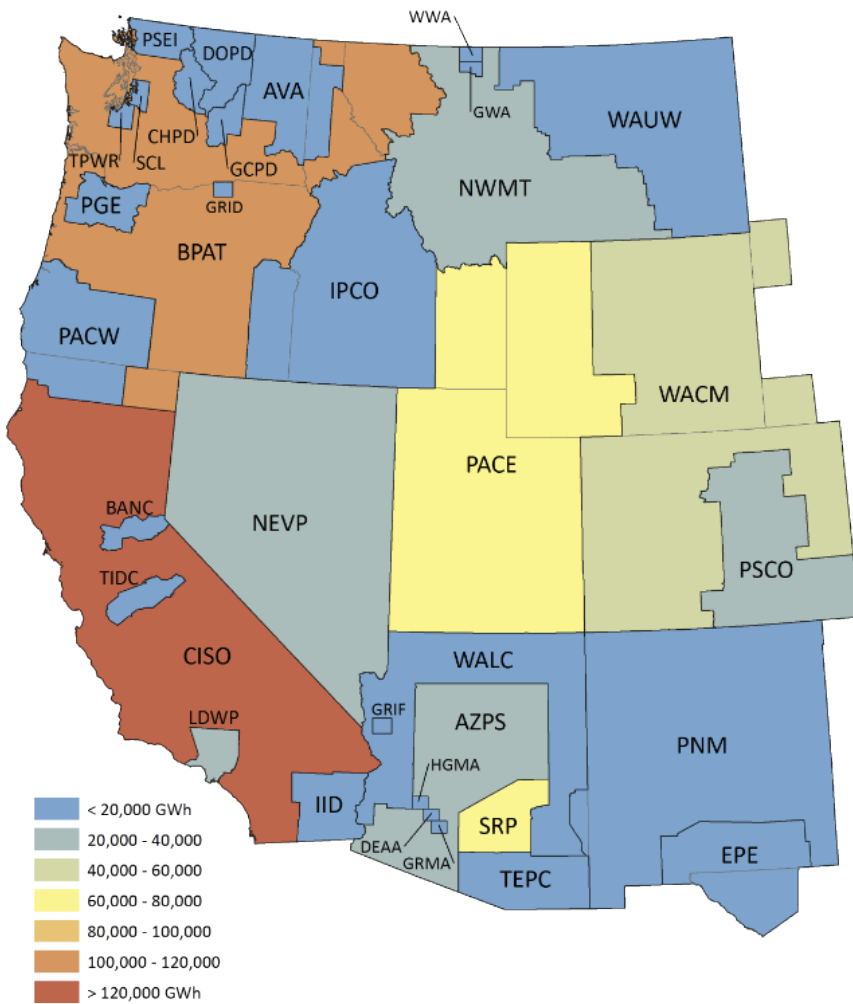 WWA
PSEI
DOPD
AVA
GWA
WAUW
CHPD
TPWR
SCL
GCPD
NWMT
PGE
GRID
BPAT
IPCO
PACW
WACM
PACE
BANC
NEVP
PSCO
TIDC
CISO
WALC
LDWP
GRIF
AZPS
PNM
HGMA
IID
SRP
DEAA
GRMA
EPE
TEPC
< 20,000 GWh
20,000 - 40,000
40,000 - 60,000
60,000 - 80,000
80,000 - 100,000
100,000 - 120,000
> 120,000 GWh